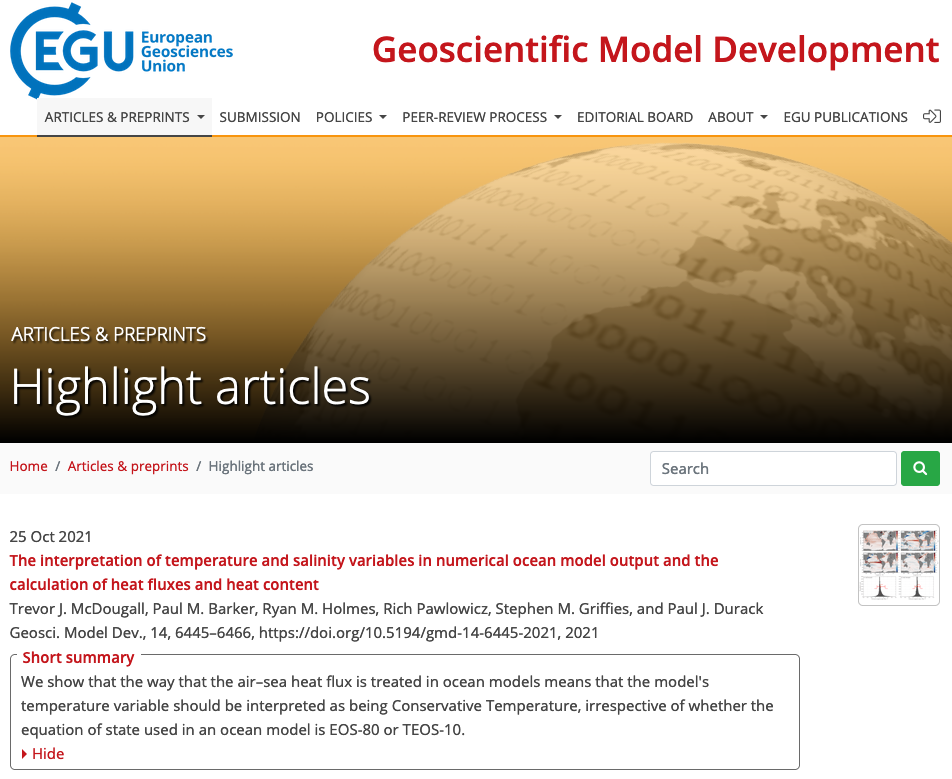 EGU
European
Geosciences
Union
Geoscientific Model Development
ARTICLES & PREPRINTS
SUBMISSION
POLICIES
PEER-REVIEW PROCESS
EDITORIAL BOARD
ABOUT
EGU PUBLICATIONS
ARTICLES & PREPRINTS
Highlight articles
Home / Articles & preprints / Highlight articles
Search
25 Oct 2021
The interpretation of temperature and salinity variables in numerical ocean model output and the
calculation of heat fluxes and heat content
Trevor J. McDougall, Paul M. Barker, Ryan M. Holmes, Rich Pawlowicz, Stephen M. Griffies, and Paul J. Durack
Geosci. Model Dev., 14, 6445–6466, https://doi.org/10.5194/gmd-14-6445-2021, 2021
Short summary
We show that the way that the air–sea heat flux is treated in ocean models means that the model's
temperature variable should be interpreted as being Conservative Temperature, irrespective of whether the
equation of state used in an ocean model is EOS-80 or TEOS-10.
Hide